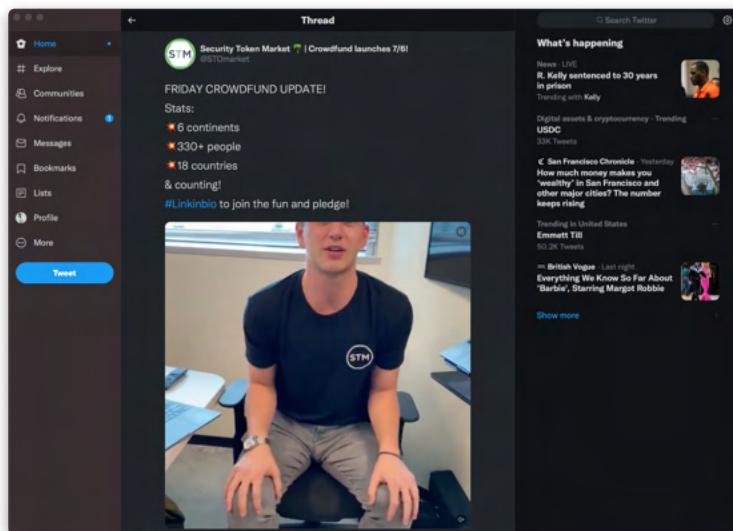 Home
Explore
Communities
Notifications
1
Messages
Bookmarks
Lists
Profile
More
Tweet
Thread
STM
Security Token Market 🌴 | Crowdfund launches 7/6!
@STOmarket
FRIDAY CROWDFUND UPDATE!
Stats:
💥6 continents
💥330+ people
💥18 countries
& counting!
#Linkinbio to join the fun and pledge!
STM
Search Twitter
What's happening
News · LIVE
R. Kelly sentenced to 30 years
in prison
Trending with Kelly
Digital assets & cryptocurrency · Trending
USDC
33K Tweets
San Francisco Chronicle · Yesterday
How much money makes you
'wealthy' in San Francisco and
other major cities? The number
keeps rising
Trending in United States
Emmett Till
50.2K Tweets
British Vogue · Last night
Everything We Know So Far About
'Barbie', Starring Margot Robbie
Show more